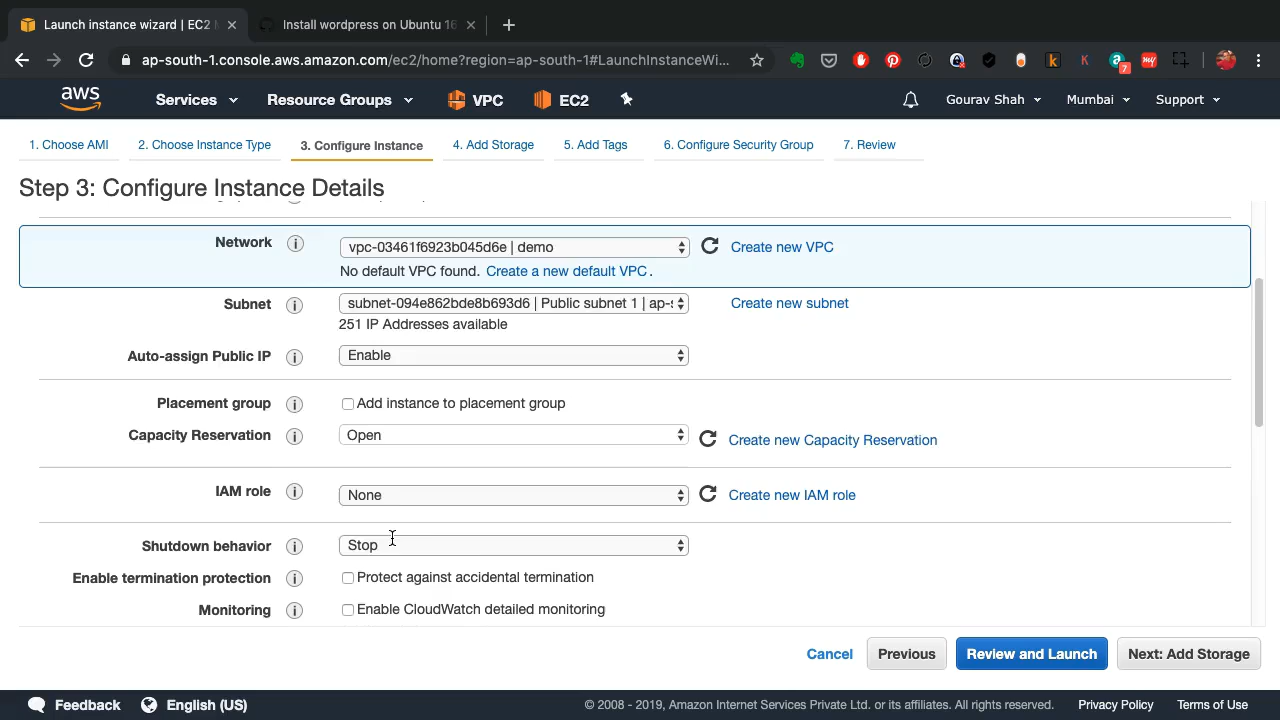 Launch instance wizard | EC2
Install wordpress on Ubuntu 16
ap-south-1.console.aws.amazon.com/ec2/home?region=ap-south-1#LaunchInstanceWi...
7
aws
Services
Resource Groups
VPC
EC2
Gourav Shah
Mumbai
Support
1. Choose AMI
2. Choose Instance Type
3. Configure Instance
4. Add Storage
5. Add Tags
6. Configure Security Group
7. Review
Step 3: Configure Instance Details
Network
vpc-03461f6923b045d6e | demo
Create new VPC
No default VPC found. Create a new default VPC.
Subnet
subnet-094e862bde8b693d6 | Public subnet 1 | ap-s
Create new subnet
251 IP Addresses available
Auto-assign Public IP
Enable
Placement group
Add instance to placement group
Capacity Reservation
Open
Create new Capacity Reservation
IAM role
None
Create new IAM role
Shutdown behavior
Stop
Enable termination protection
Protect against accidental termination
Monitoring
Enable CloudWatch detailed monitoring
Cancel
Previous
Review and Launch
Next: Add Storage
Feedback
English (US)
© 2008 - 2019, Amazon Internet Services Private Ltd. or its affiliates. All rights reserved.
Privacy Policy
Terms of Use